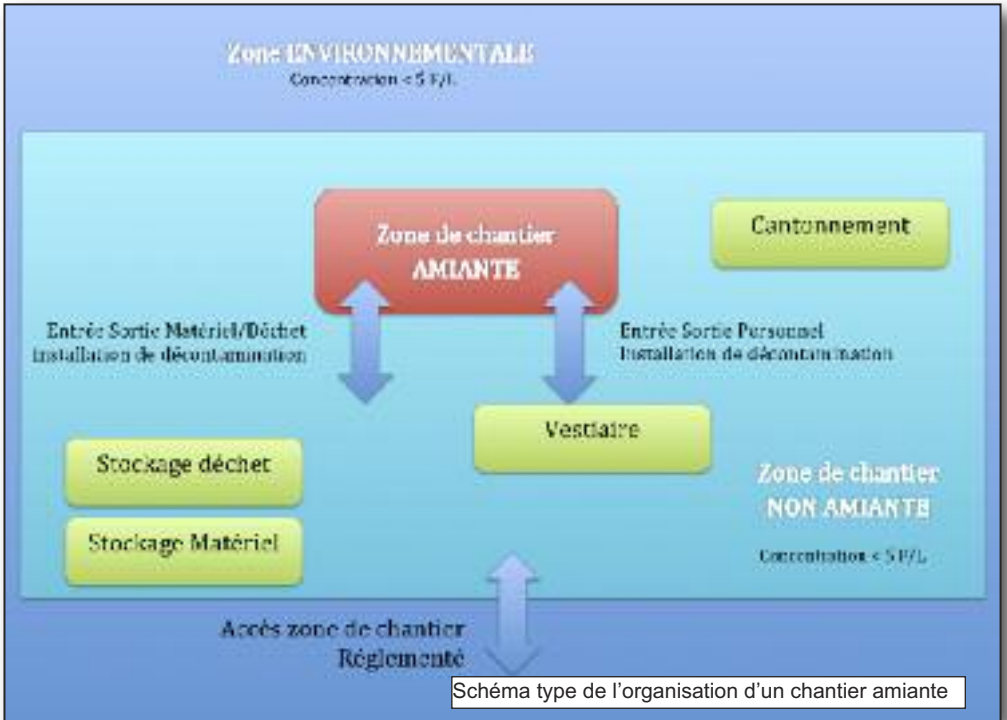 Zone ENVIRONNEMENTALE
Concentration < 5 F/L
Zone de chantier
AMIANTE
Cantonnement
Entrée Sortie Matériel/Déchet
Installation de décontamination
Entrée Sortie Personnel
Installation de décontamination
Vestiaire
Stockage déchet
Zone de chantier
NON AMIANTE
Stockage Matériel
Concentration < 5 F/L
Accès zone de chantier
Réglementé
Schéma type de l'organisation d'un chantier amiante